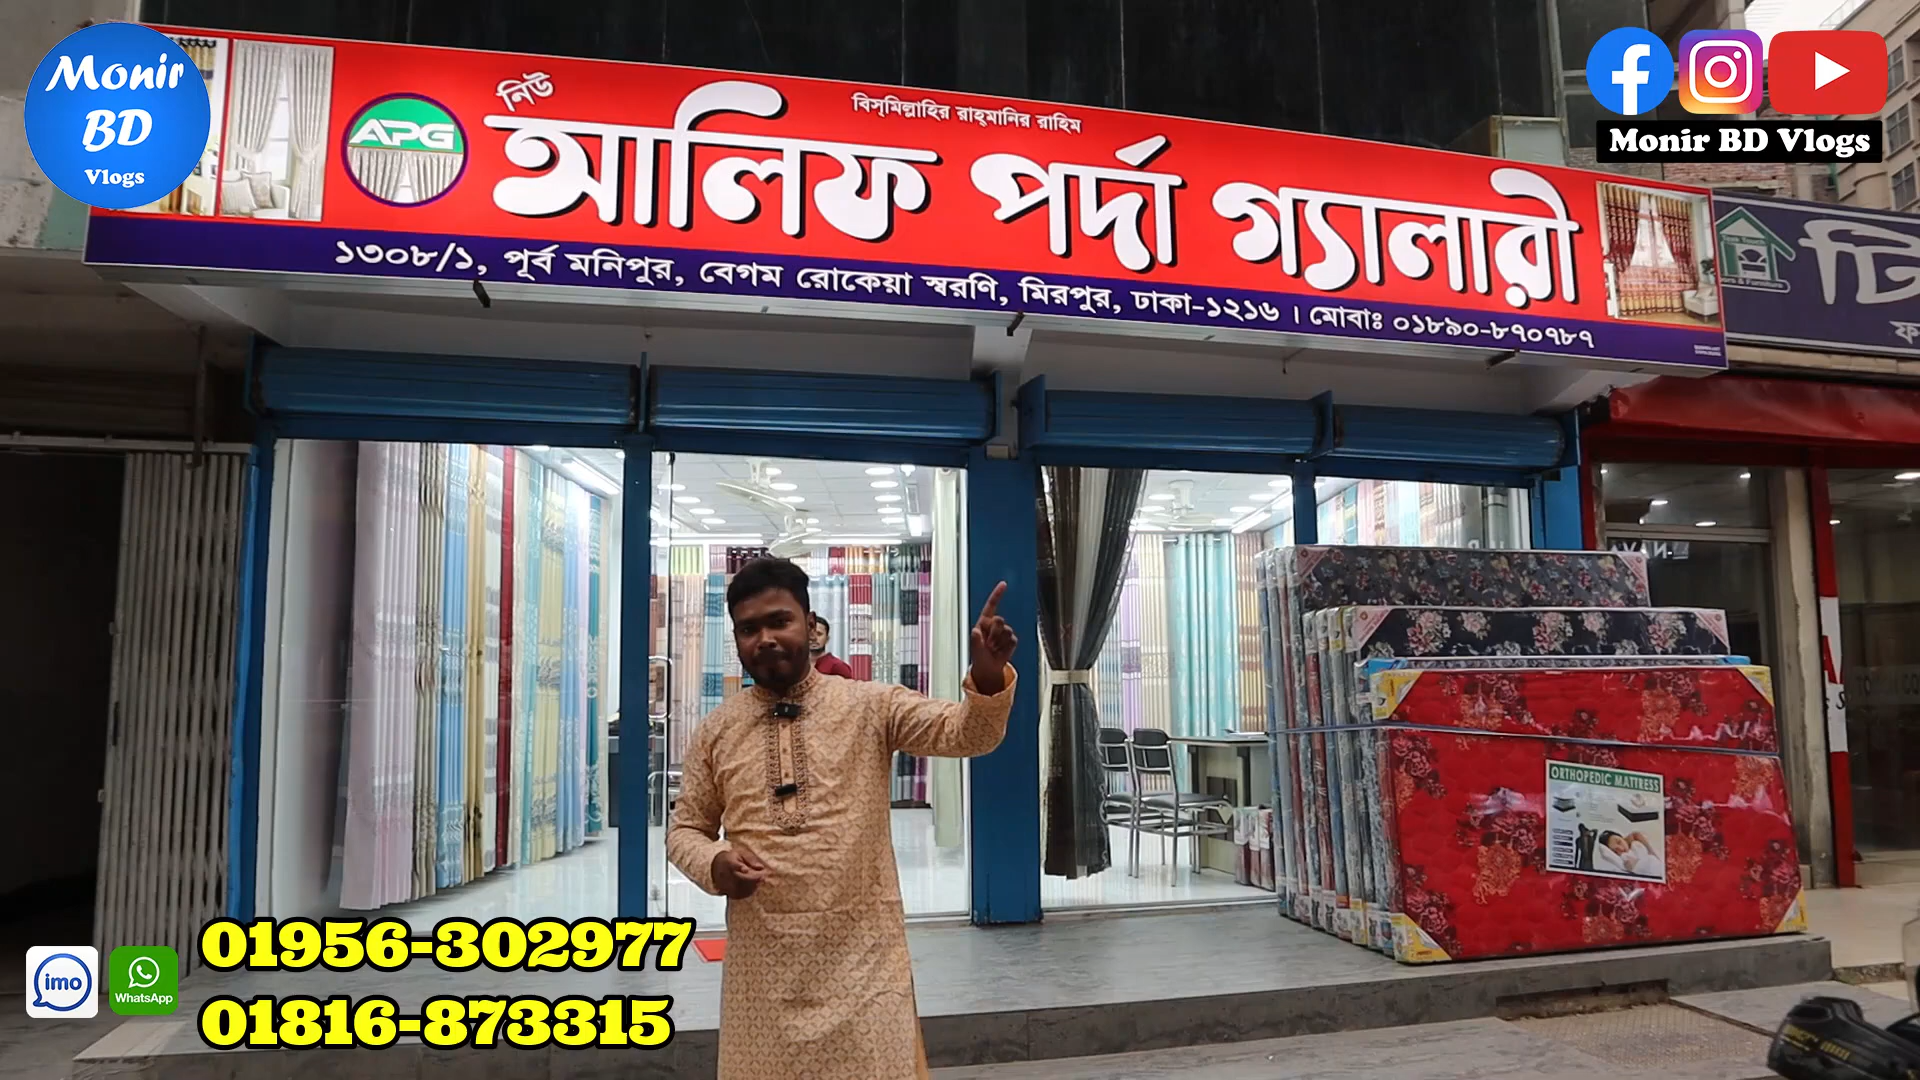 Monir
BD
Vlogs
Monir BD Vlogs
বিস্‌মিল্লাহির রাহ্‌মানির রাহিম
নিউ
APG
আলিফ পর্দা গ্যালারী
১৩০৮/১, পূর্ব মনিপুর, বেগম রোকেয়া স্বরণি, মিরপুর, ঢাকা-১২১৬ । মোবাঃ ০১৮৯০-৮৭০৭৮৭
ORTHOPEDIC MATTRESS
imo
WhatsApp
01956-302977
01816-873315